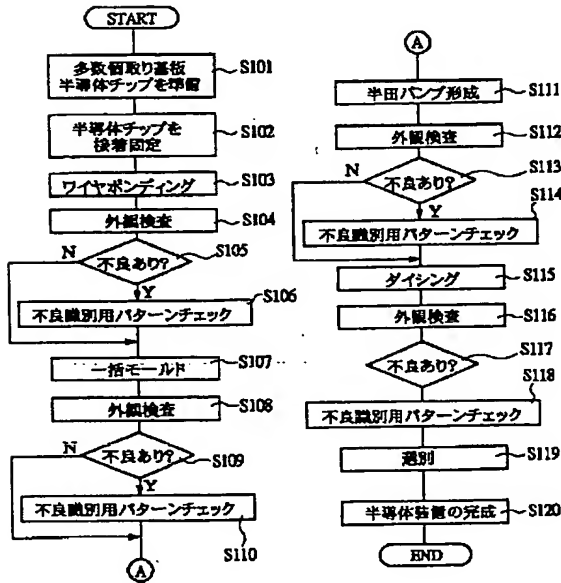 START
多数個取り基板
半導体チップを準備
S101
半導体チップを
接着固定
S102
ワイヤボンディング
S103
外観検査
S104
N
不良あり?
S105
Y
不良識別用パターンチェック
S106
一括モールド
S107
外観検査
S108
N
不良あり?
S109
Y
不良識別用パターンチェック
S110
A
A
半田バンプ形成
S111
外観検査
S112
N
不良あり?
S113
Y
S114
不良識別用パターンチェック
ダイシング
S115
外観検査
S116
不良あり?
S117
S118
不良識別用パターンチェック
選別
S119
半導体装置の完成
S120
END